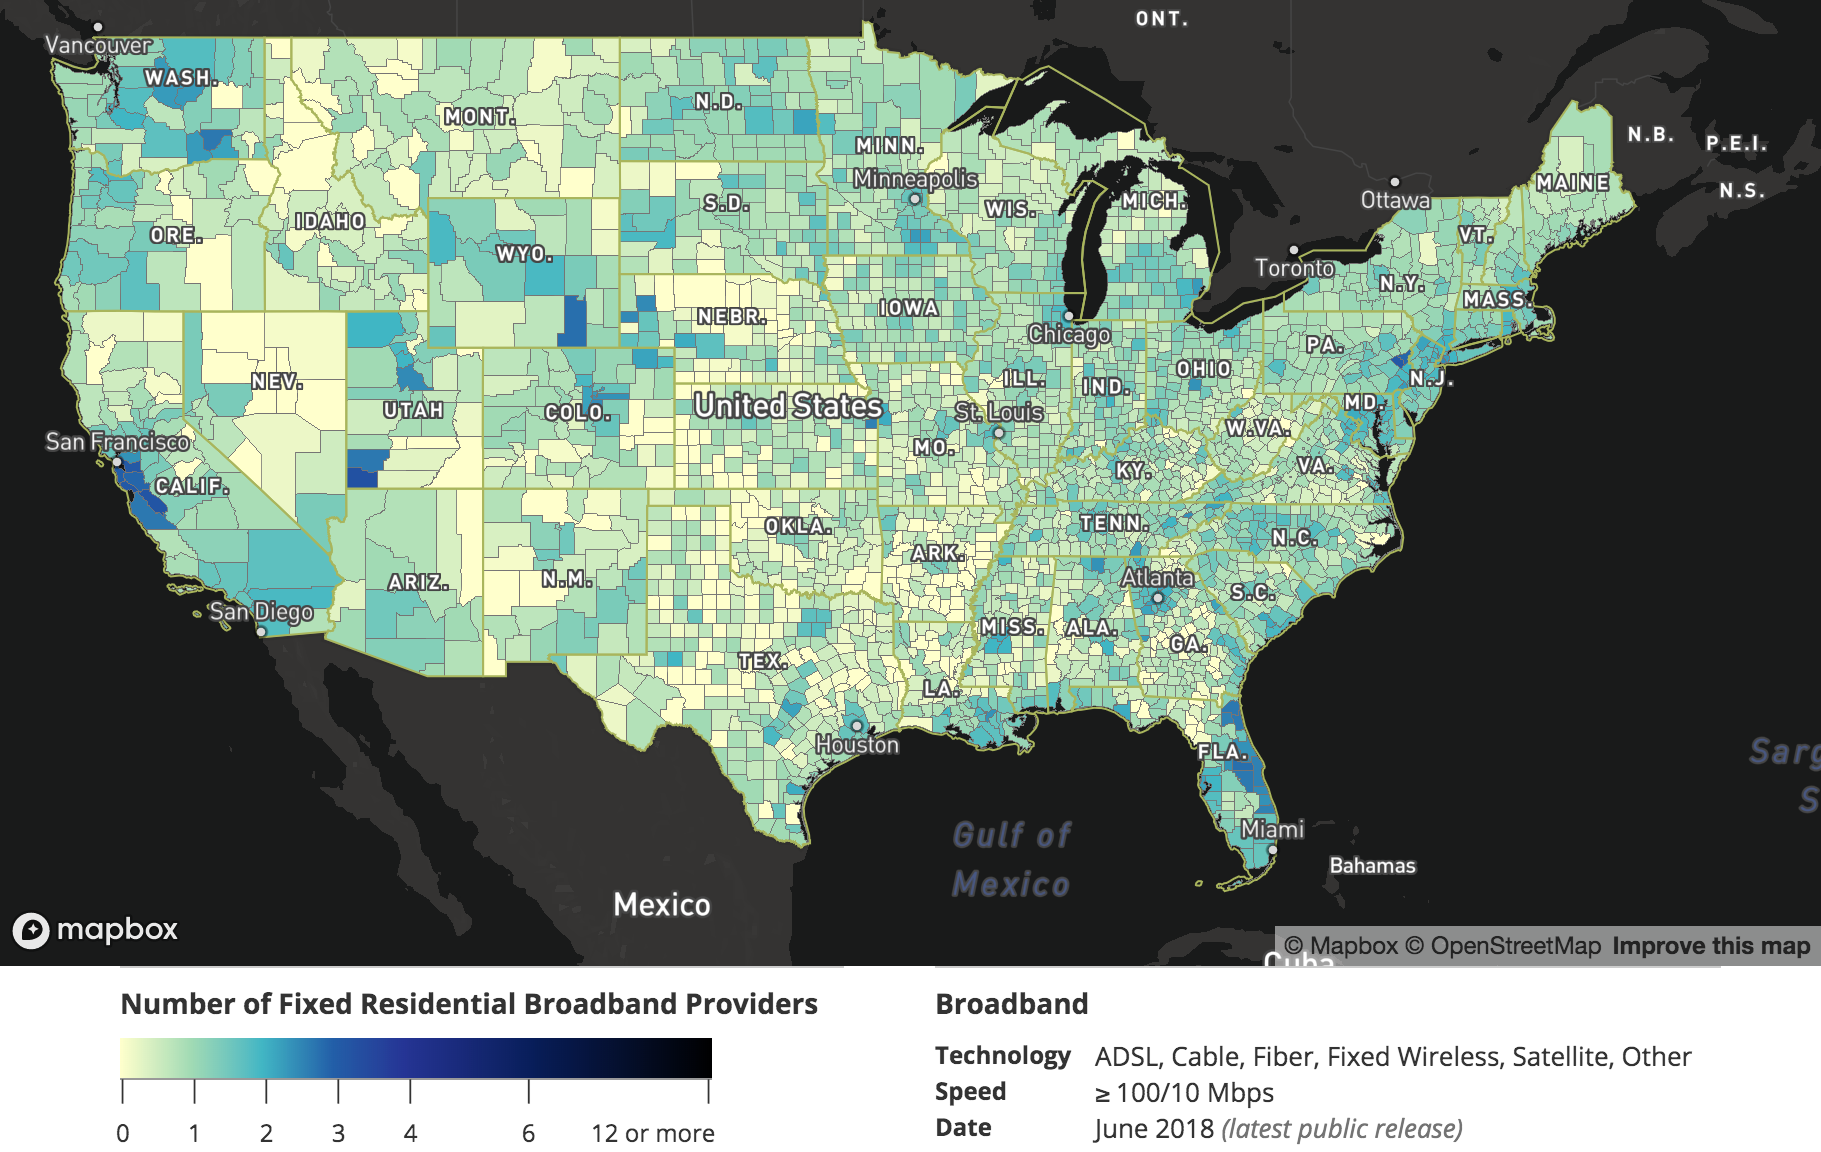 ONT.
Vancouver
WASH.
MONT.
N.D.
MINN.
N.B.
P.E.I.
Minneapolis
MICH.
Ottawa
MAINE
N.S.
IDAHO
S.D.
WIS.
ORE.
WYO.
VT.
Toronto
N.Y.
MASS.
NEBR.
IOWA
Chicago
PA.
NEV.
UTAH
COLO.
United States
ILL.
IND.
OHIO
N.J.
St. Louis
MD.
San Francisco
W.VA.
CALIF.
MO.
KY.
VA.
OKLA.
TENN.
N.C.
ARK.
ARIZ.
N.M.
Atlanta
S.C.
San Diego
MISS.
ALA.
GA.
TEX.
LA.
Houston
FLA.
Sarg
S
Gulf of
Mexico
Miami
Bahamas
Mexico
mapbox
© Mapbox © OpenStreetMap Improve this map
Cuba
Number of Fixed Residential Broadband Providers
0 1 2 3 4 6 12 or more
Broadband
Technology ADSL, Cable, Fiber, Fixed Wireless, Satellite, Other
Speed ≥ 100/10 Mbps
Date June 2018 (latest public release)